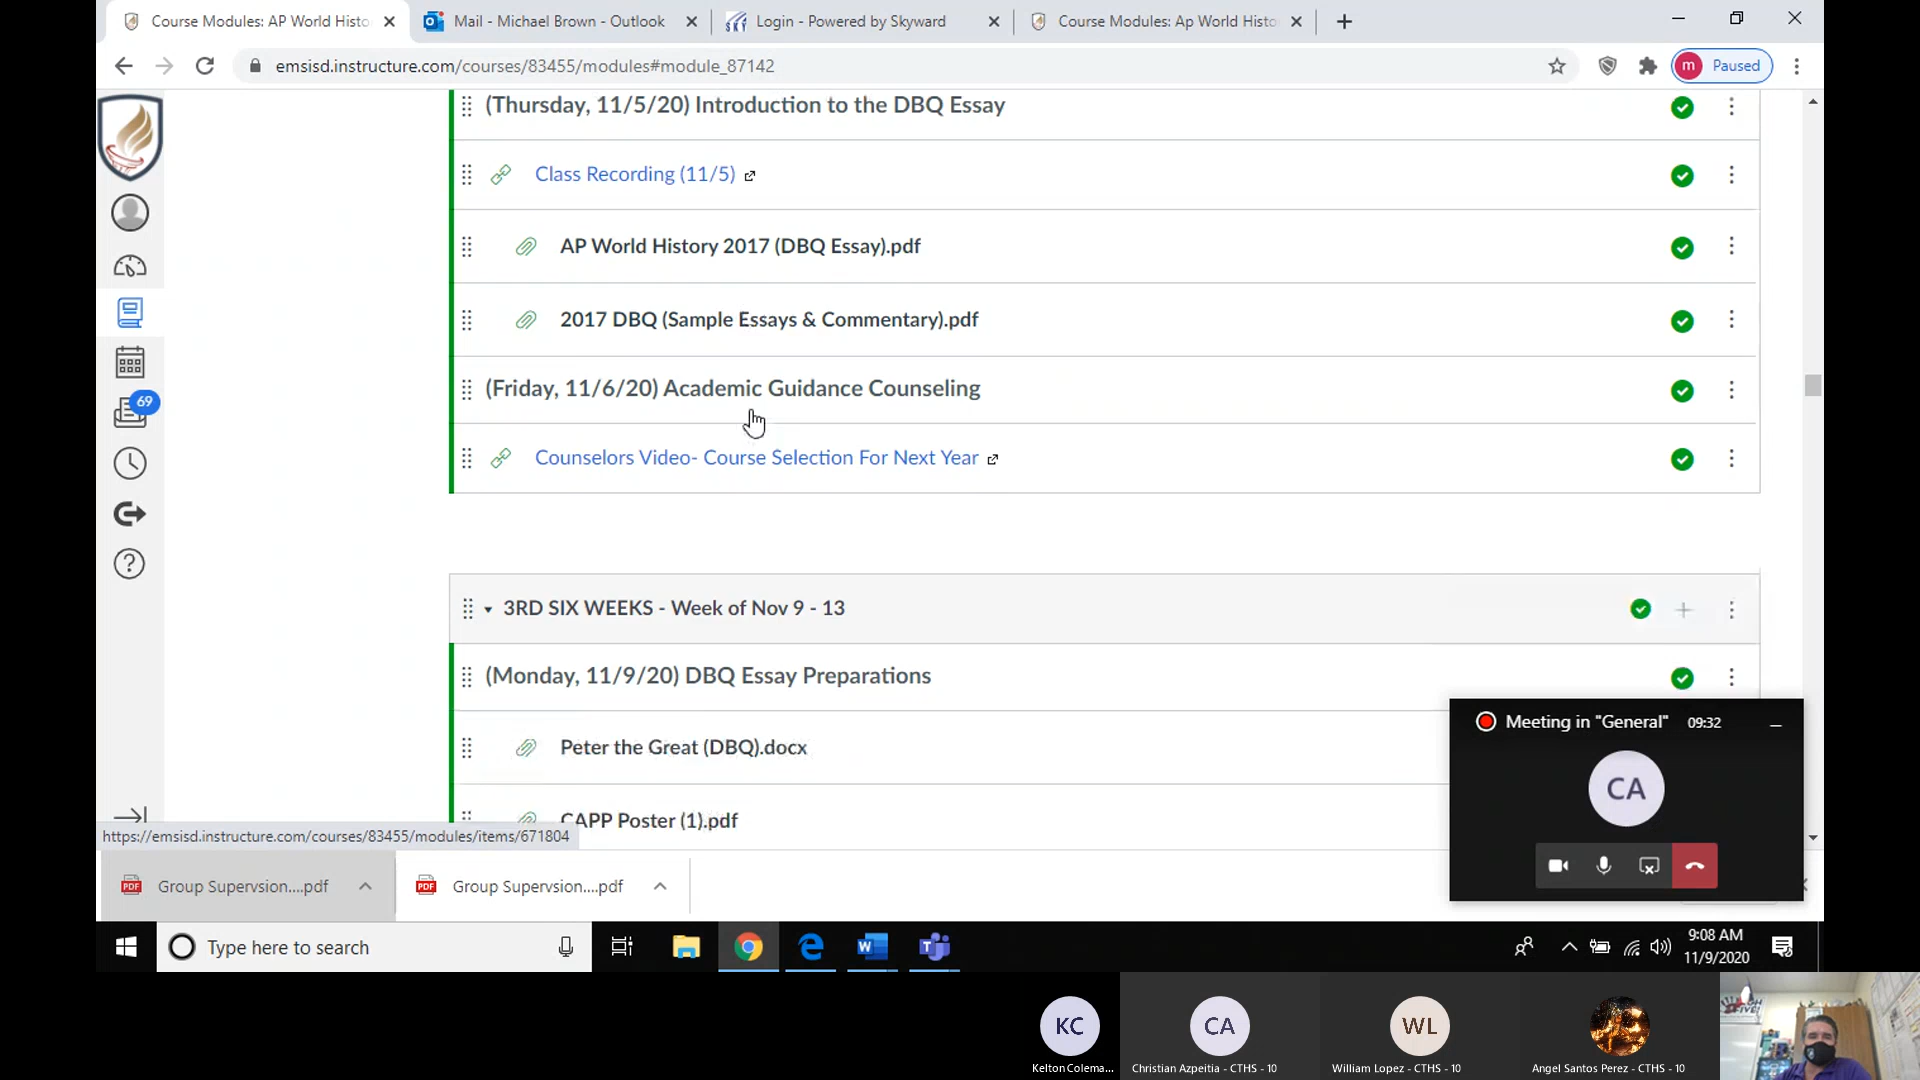 Course Modules: AP World Histo
Mail - Michael Brown - Outlook
SKY
Login - Powered by Skyward
Course Modules: Ap World Histo
emsisd.instructure.com/courses/83455/modules#module_87142
m
Paused
(Thursday, 11/5/20) Introduction to the DBQ Essay
Class Recording (11/5)
AP World History 2017 (DBQ Essay).pdf
2017 DBQ (Sample Essays & Commentary).pdf
(Friday, 11/6/20) Academic Guidance Counseling
69
Counselors Video- Course Selection For Next Year
3RD SIX WEEKS - Week of Nov 9 - 13
(Monday, 11/9/20) DBQ Essay Preparations
Peter the Great (DBQ).docx
CAPP Poster (1).pdf
Meeting in "General" 09:32
CA
https://emsisd.instructure.com/courses/83455/modules/items/671804
PDF Group Supervsion....pdf
PDF Group Supervsion....pdf
Type here to search
9:08 AM
11/9/2020
KC
CA
WL
Kelton Colema...
Christian Azpeitia - CTHS - 10
William Lopez - CTHS - 10
Angel Santos Perez - CTHS - 10